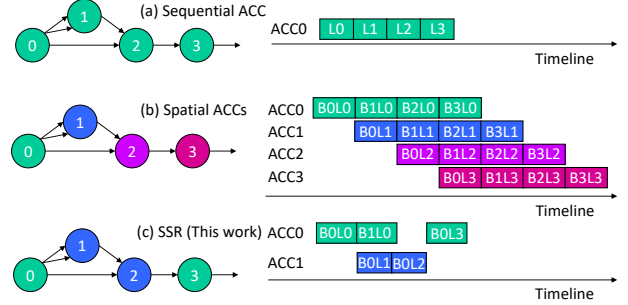 (a) Sequential ACC
0 1 2 3
ACC0 L0 L1 L2 L3
Timeline
(b) Spatial ACCs
0 1 2 3
ACC0 B0L0 B1L0 B2L0 B3L0
ACC1 B0L1 B1L1 B2L1 B3L1
ACC2 B0L2 B1L2 B2L2 B3L2
ACC3 B0L3 B1L3 B2L3 B3L3
Timeline
(c) SSR (This work)
0 1 2 3
ACC0 B0L0 B1L0 B0L3
ACC1 B0L1 B0L2
Timeline